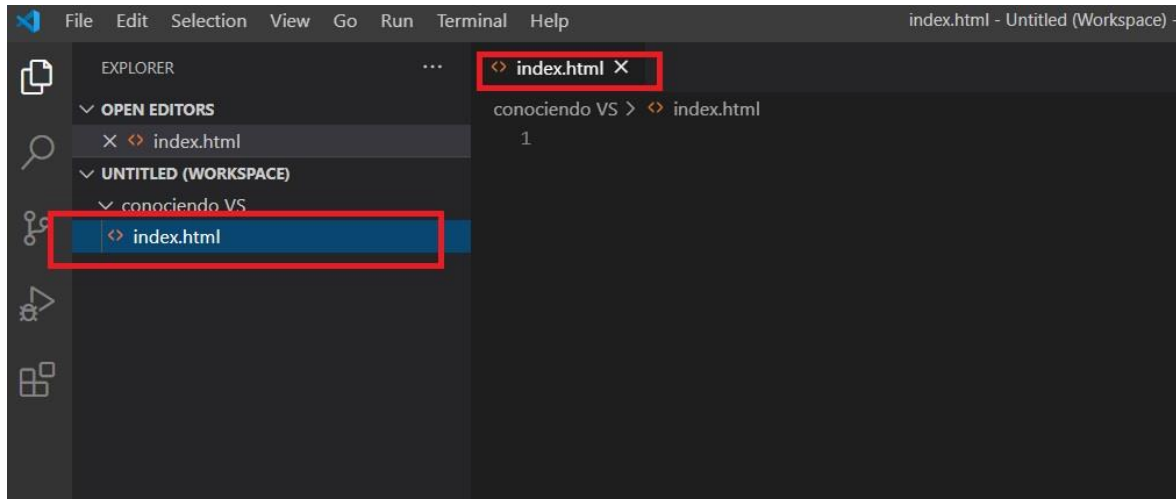 File Edit Selection View Go Run Terminal Help index.html - Untitled (Workspace) -
EXPLORER ···
OPEN EDITORS
index.html
UNTITLED (WORKSPACE)
conociendo VS
index.html
index.html
conociendo VS > index.html
1